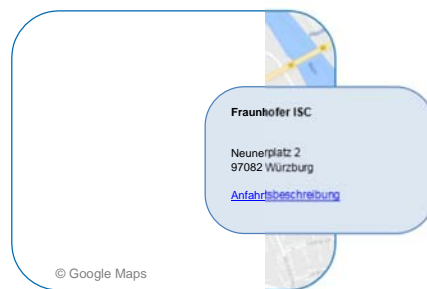 Fraunhofer ISC
Neunerplatz 2
97082 Würzburg
Anfahrtsbeschreibung
© Google Maps